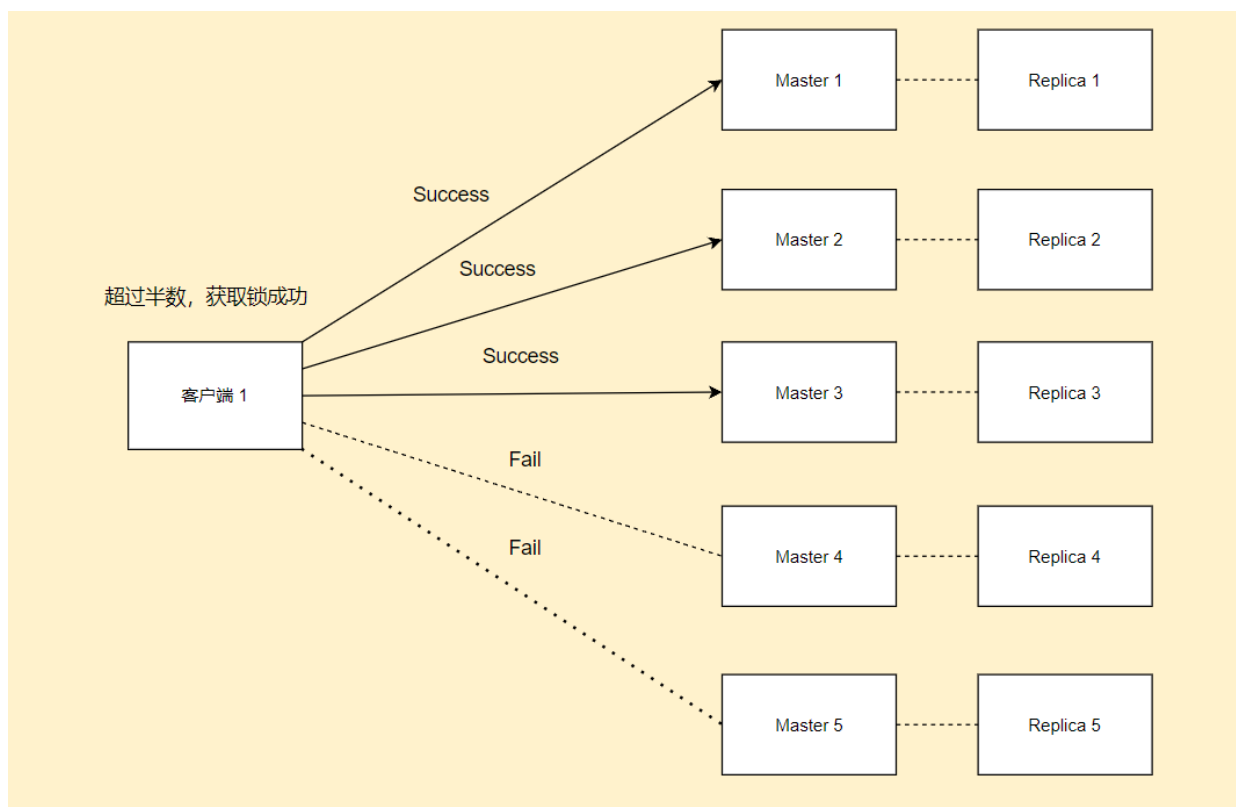 Master 1
Replica 1
Success
Master 2
Replica 2
Success
超过半数，获取锁成功
Success
客户端 1
Master 3
Replica 3
Fail
Master 4
Replica 4
Fail
Master 5
Replica 5